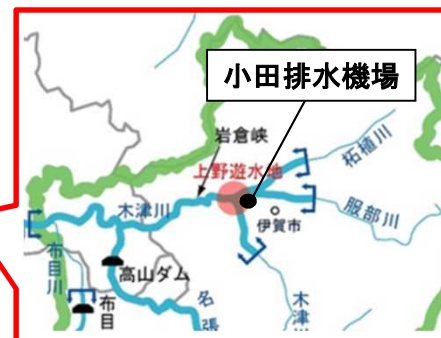 小田排水機場
岩倉峡
上野遊水地
柘植川
木津川
服部川
伊賀市
布目川
高山ダム
名張
布目
木津川